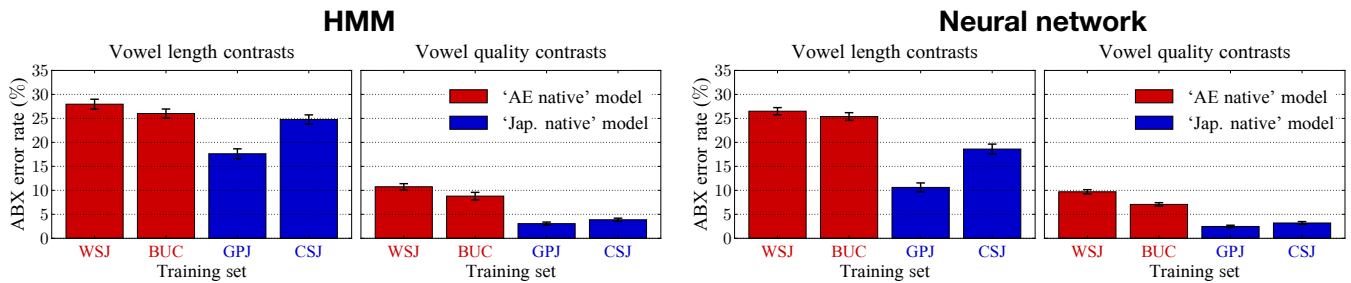 HMM
Neural network
Vowel length contrasts
Vowel quality contrasts
Vowel length contrasts
Vowel quality contrasts
ABX error rate (%)
35
30
25
20
15
10
5
0
WSJ BUC GPJ CSJ
Training set
'AE native' model
'Jap. native' model
WSJ BUC GPJ CSJ
Training set
ABX error rate (%)
35
30
25
20
15
10
5
0
WSJ BUC GPJ CSJ
Training set
'AE native' model
'Jap. native' model
WSJ BUC GPJ CSJ
Training set